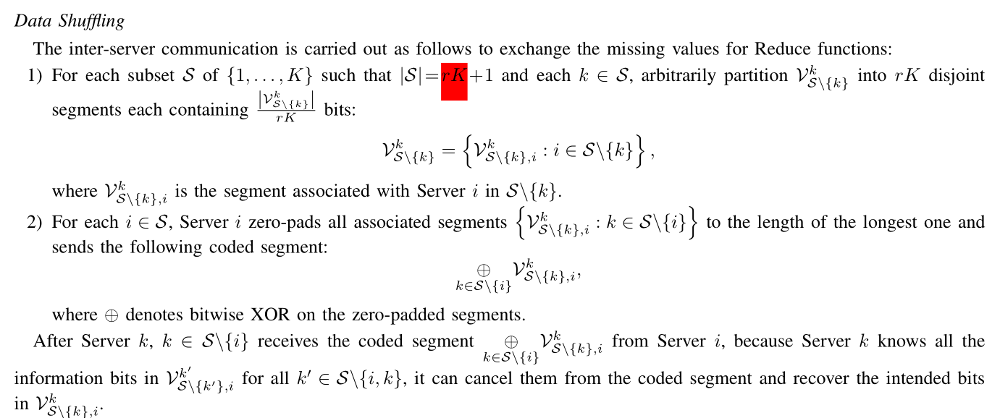 Data Shuffling
The inter-server communication is carried out as follows to exchange the missing values for Reduce functions:
1) For each subset $\mathcal{S}$ of $\{1,\ldots,K\}$ such that $|\mathcal{S}|=rK+1$ and each $k \in \mathcal{S}$, arbitrarily partition $\mathcal{V}^{k}_{\mathcal{S}\backslash\{k\}}$ into $rK$ disjoint
segments each containing $\frac{|\mathcal{V}^{k}_{\mathcal{S}\backslash\{k\}}|}{rK}$ bits:
$\mathcal{V}^{k}_{\mathcal{S}\backslash\{k\}} = \left\{\mathcal{V}^{k}_{\mathcal{S}\backslash\{k\},i} : i \in \mathcal{S}\backslash\{k\}\right\},$
where $\mathcal{V}^{k}_{\mathcal{S}\backslash\{k\},i}$ is the segment associated with Server $i$ in $\mathcal{S}\backslash\{k\}$.
2) For each $i \in \mathcal{S}$, Server $i$ zero-pads all associated segments $\left\{\mathcal{V}^{k}_{\mathcal{S}\backslash\{k\},i} : k \in \mathcal{S}\backslash\{i\}\right\}$ to the length of the longest one and
sends the following coded segment:
$\underset{k\in\mathcal{S}\backslash\{i\}}{\oplus} \mathcal{V}^{k}_{\mathcal{S}\backslash\{k\},i},$
where $\oplus$ denotes bitwise XOR on the zero-padded segments.
After Server $k$, $k \in \mathcal{S}\backslash\{i\}$ receives the coded segment $\underset{k\in\mathcal{S}\backslash\{i\}}{\oplus} \mathcal{V}^{k}_{\mathcal{S}\backslash\{k\},i}$ from Server $i$, because Server $k$ knows all the
information bits in $\mathcal{V}^{k'}_{\mathcal{S}\backslash\{k'\},i}$ for all $k' \in \mathcal{S}\backslash\{i,k\}$, it can cancel them from the coded segment and recover the intended bits
in $\mathcal{V}^{k}_{\mathcal{S}\backslash\{k\},i}$.